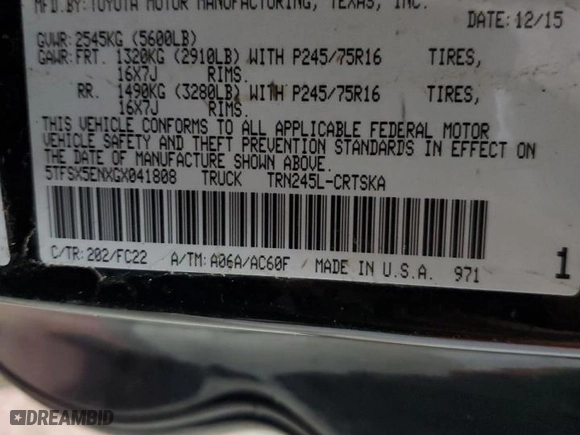 MFD.BY:TOYOTA MOTOR MANUFACTURING, TEXAS, INC.
DATE:12/15
GVWR:2545KG (5600LB)
GAWR:FRT. 1320KG (2910LB) WITH P245/75R16 TIRES,
16X7J RIMS.
RR. 1490KG (3280LB) WITH P245/75R16 TIRES,
16X7J RIMS.
THIS VEHICLE CONFORMS TO ALL APPLICABLE FEDERAL MOTOR
VEHICLE SAFETY AND THEFT PREVENTION STANDARDS IN EFFECT ON
THE DATE OF MANUFACTURE SHOWN ABOVE.
5TFSX5ENXGX041808 TRUCK TRN245L-CRTSKA
C/TR:202/FC22 A/TM:A06A/AC60F MADE IN U.S.A. 971
1
DREAMBID